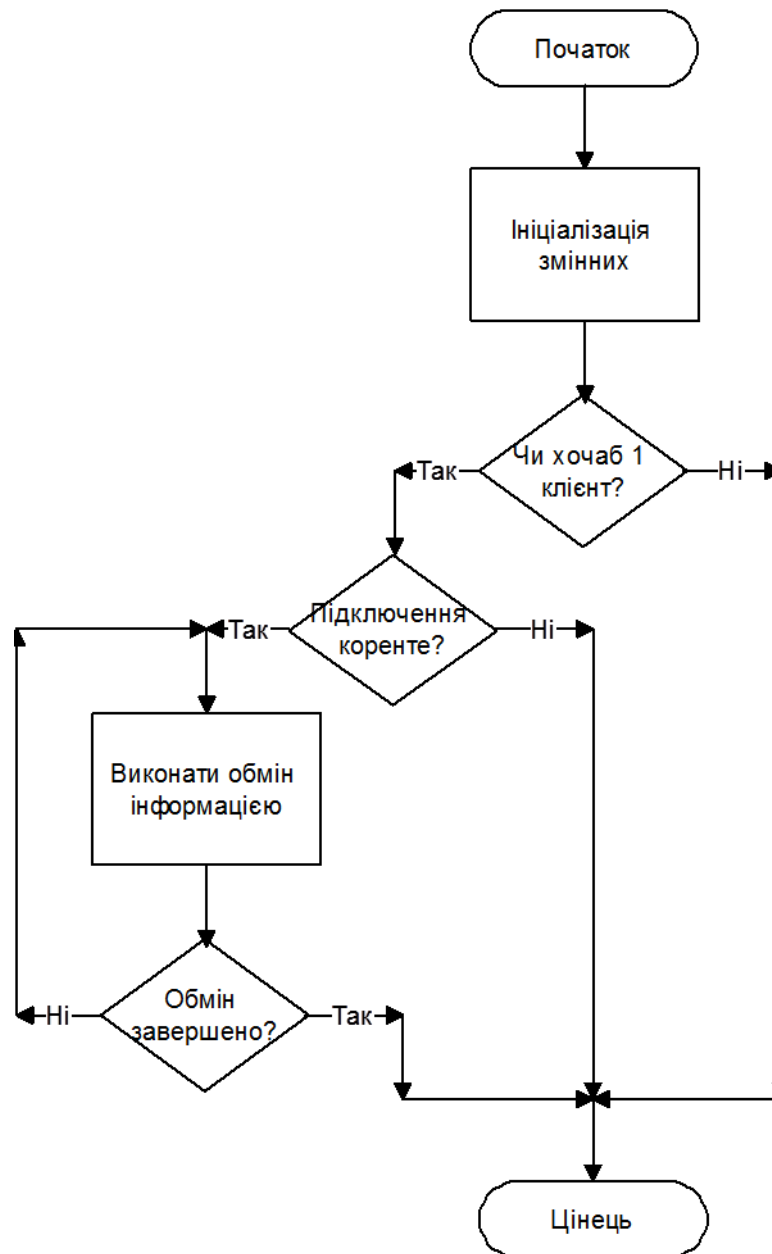 Початок
Ініціалізація
змінних
Чи хочаб 1
клієнт?
Так
Ні
Підключення
коренте?
Так
Ні
Виконати обмін
інформацією
Обмін
завершено?
Ні
Так
Цінець